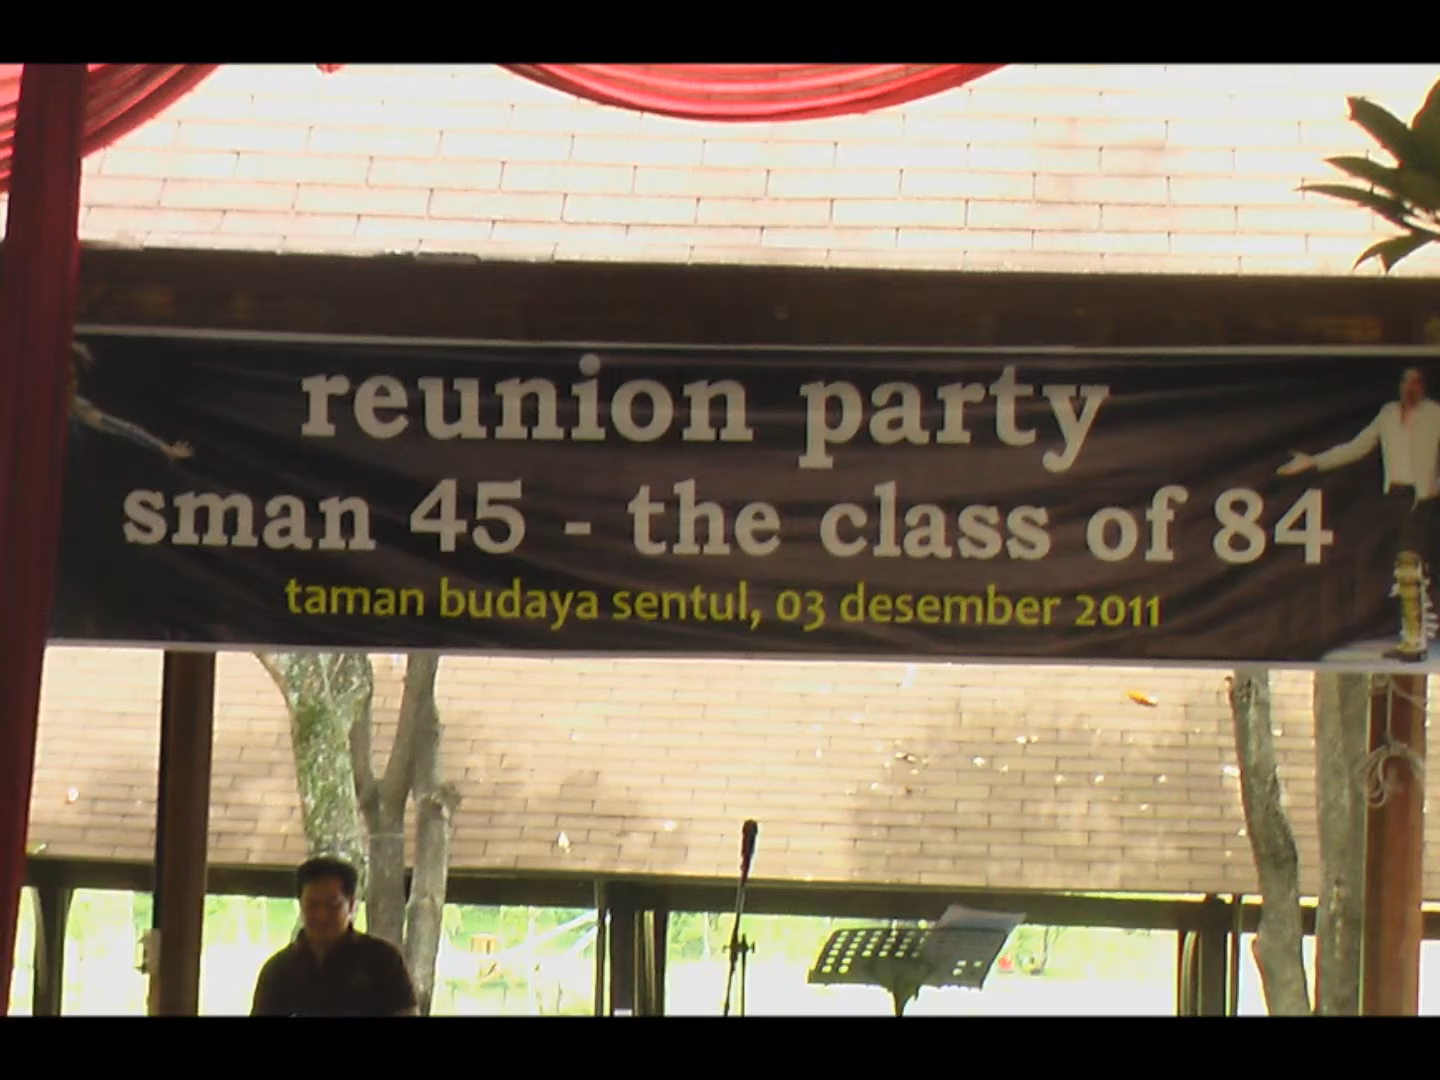 reunion party
sman 45 - the class of 84
taman budaya sentul, 03 desember 2011